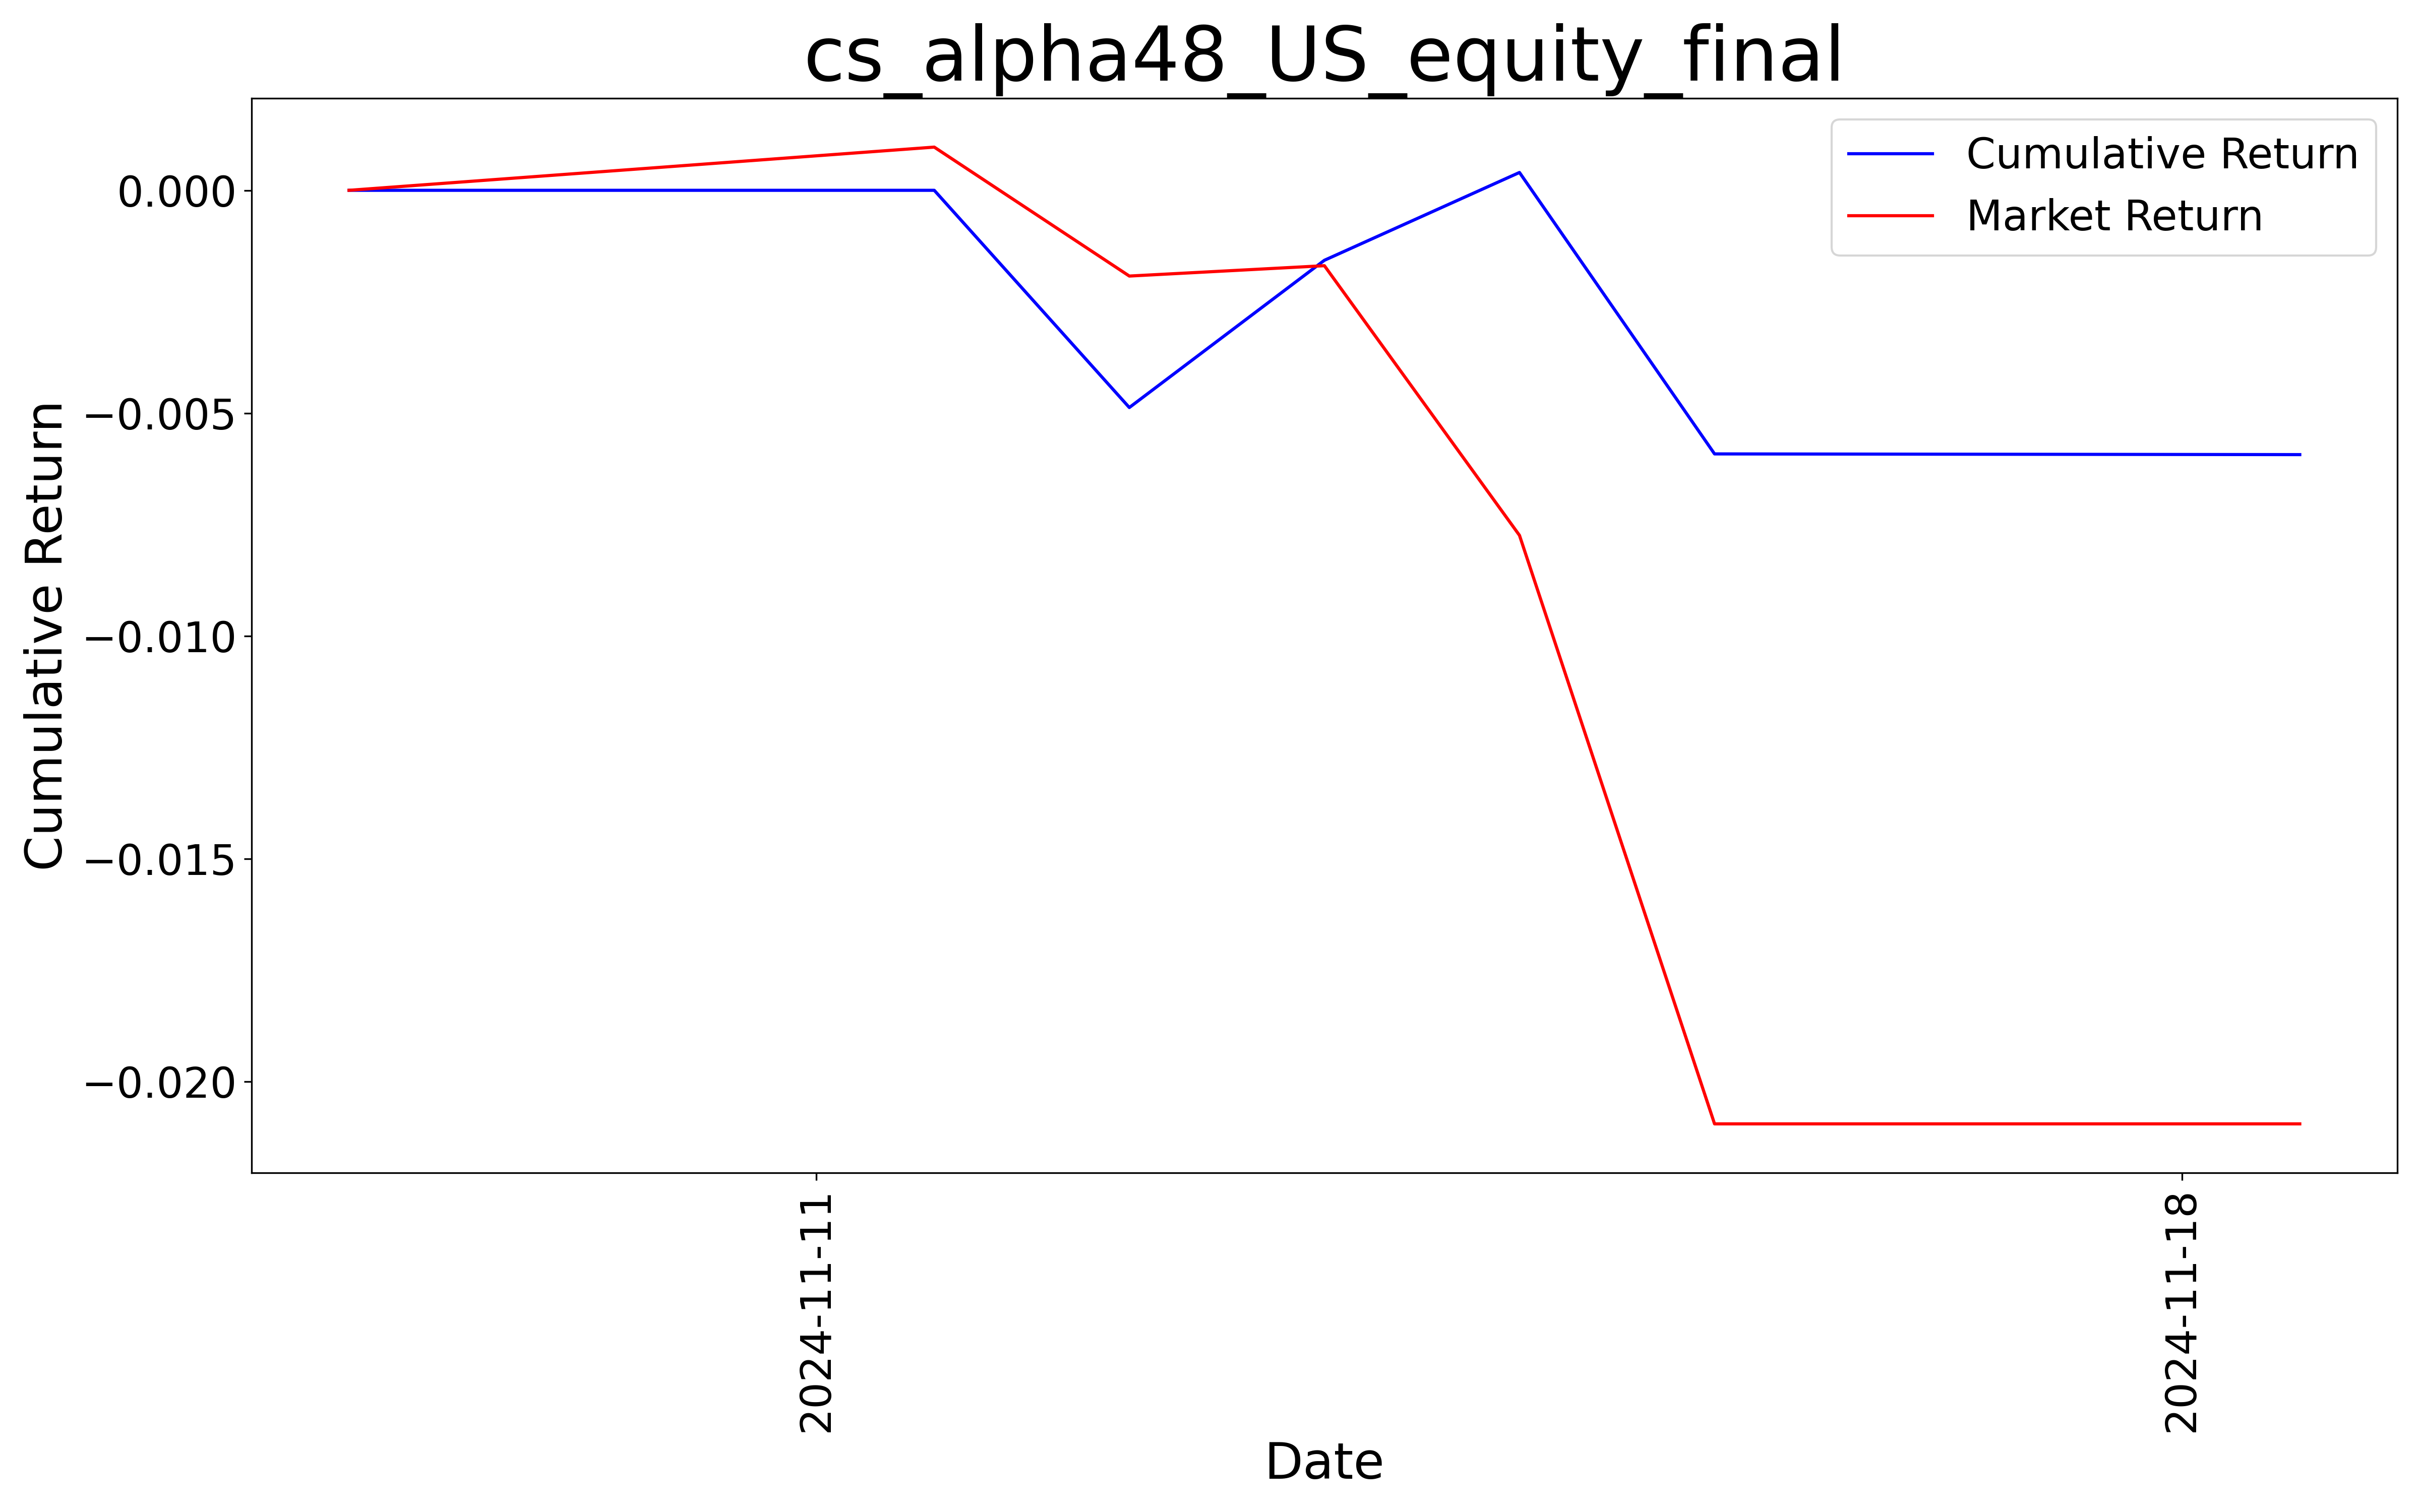 cs_alpha48_US_equity_final
Cumulative Return
Market Return
0.000
−0.005
−0.010
−0.015
−0.020
Cumulative Return
2024-11-11
2024-11-18
Date